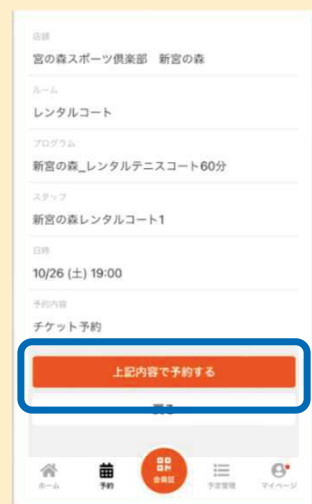 店舗
宮の森スポーツ倶楽部 新宮の森
ルーム
レンタルコート
プログラム
新宮の森_レンタルテニスコート60分
スタッフ
新宮の森レンタルコート1
日時
10/26 (土) 19:00
予約内容
チケット予約
上記内容で予約する
戻る
ホーム 予約 会員証 予定管理 マイページ